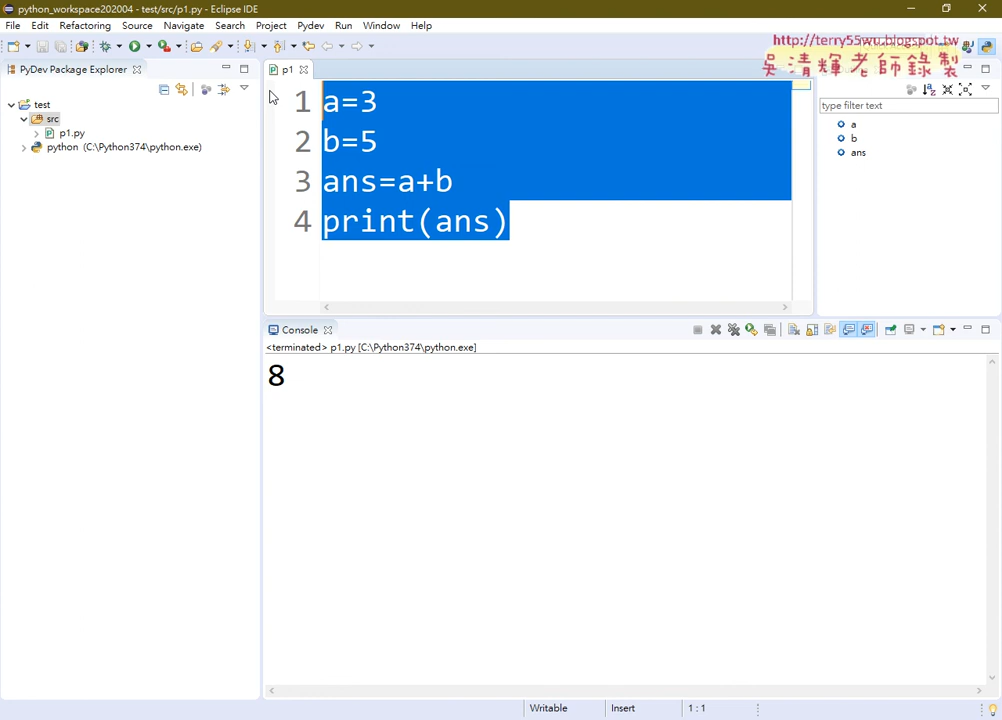 python_workspace202004 - test/src/p1.py - Eclipse IDE
File Edit Refactoring Source Navigate Search Project Pydev Run Window Help
http://terry55wu.blogspot.tw
吳清輝老師錄製
PyDev Package Explorer
p1
test
src
p1.py
python (C:\Python374\python.exe)
1 a=3
2 b=5
3 ans=a+b
4 print(ans)
type filter text
a
b
ans
Console
<terminated> p1.py [C:\Python374\python.exe]
8
Writable Insert 1 : 1